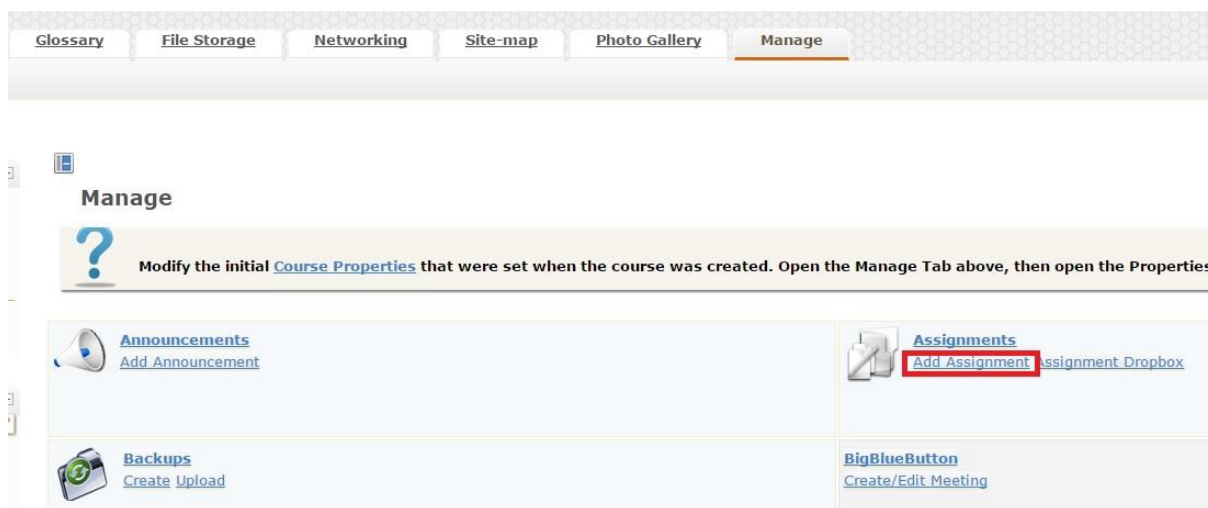 Glossary File Storage Networking Site-map Photo Gallery Manage
Manage
Modify the initial Course Properties that were set when the course was created. Open the Manage Tab above, then open the Properties
Announcements
Add Announcement
Assignments
Add Assignment Assignment Dropbox
Backups
Create Upload
BigBlueButton
Create/Edit Meeting